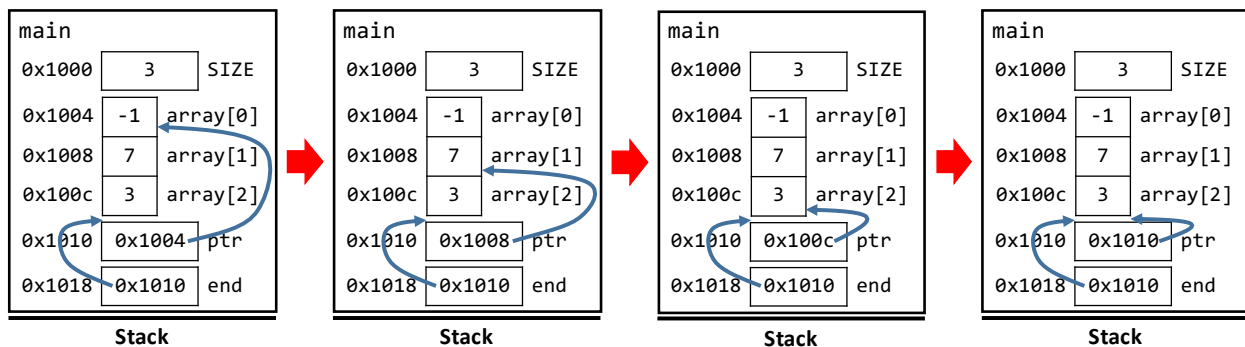 main
0x1000 3 SIZE
0x1004 -1 array[0]
0x1008 7 array[1]
0x100c 3 array[2]
0x1010 0x1004 ptr
0x1018 0x1010 end
Stack
main
0x1000 3 SIZE
0x1004 -1 array[0]
0x1008 7 array[1]
0x100c 3 array[2]
0x1010 0x1008 ptr
0x1018 0x1010 end
Stack
main
0x1000 3 SIZE
0x1004 -1 array[0]
0x1008 7 array[1]
0x100c 3 array[2]
0x1010 0x100c ptr
0x1018 0x1010 end
Stack
main
0x1000 3 SIZE
0x1004 -1 array[0]
0x1008 7 array[1]
0x100c 3 array[2]
0x1010 0x1010 ptr
0x1018 0x1010 end
Stack